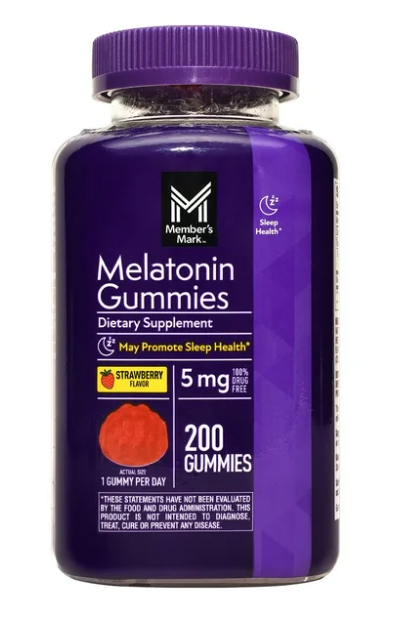 Member's
Mark™
Sleep
Health*
Melatonin
Gummies
Dietary Supplement
May Promote Sleep Health*
STRAWBERRY
FLAVOR
5 mg
100%
DRUG
FREE
200
GUMMIES
ACTUAL SIZE
1 GUMMY PER DAY
*THESE STATEMENTS HAVE NOT BEEN EVALUATED
BY THE FOOD AND DRUG ADMINISTRATION. THIS
PRODUCT IS NOT INTENDED TO DIAGNOSE,
TREAT, CURE OR PREVENT ANY DISEASE.